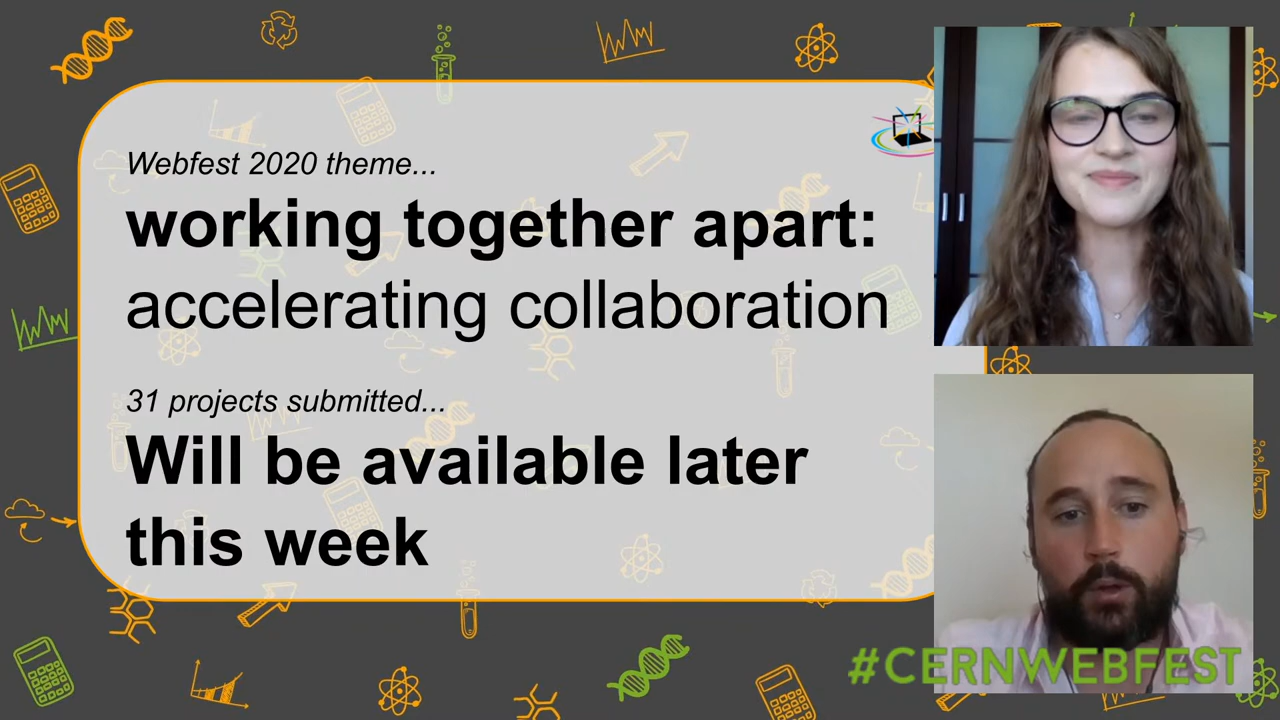 Webfest 2020 theme...
working together apart:
accelerating collaboration
31 projects submitted...
Will be available later
this week
#CERNWEBFEST